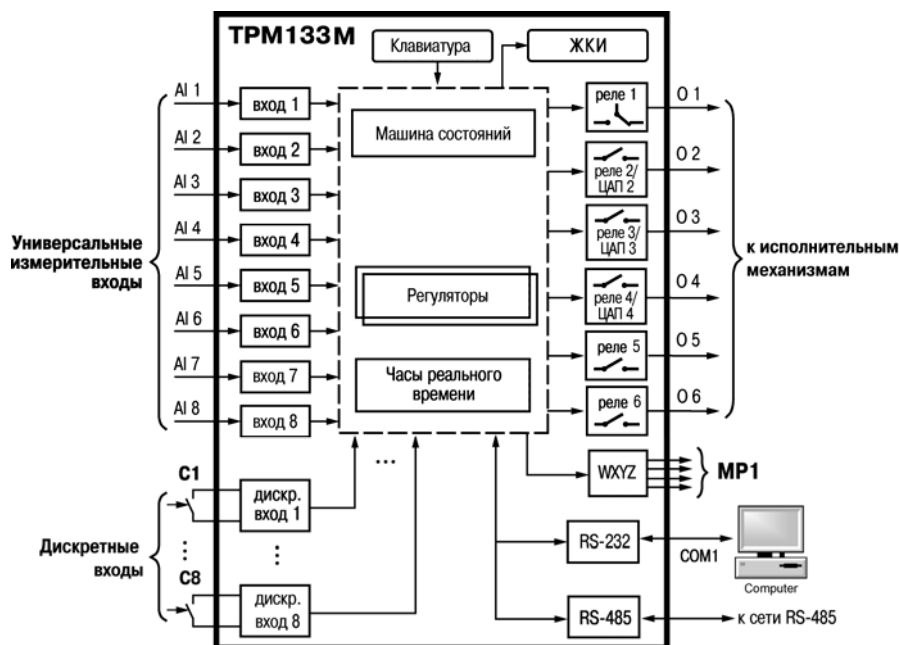 ТРМ133М
Клавиатура
ЖКИ
Универсальные
измерительные
входы
AI 1
AI 2
AI 3
AI 4
AI 5
AI 6
AI 7
AI 8
вход 1
вход 2
вход 3
вход 4
вход 5
вход 6
вход 7
вход 8
Машина состояний
Регуляторы
Часы реального
времени
реле 1
реле 2/
ЦАП 2
реле 3/
ЦАП 3
реле 4/
ЦАП 4
реле 5
реле 6
O 1
O 2
O 3
O 4
O 5
O 6
к исполнительным
механизмам
WXYZ
MP1
Дискретные
входы
C1
...
C8
дискр.
вход 1
...
дискр.
вход 8
...
RS-232
COM1
Computer
RS-485
к сети RS-485